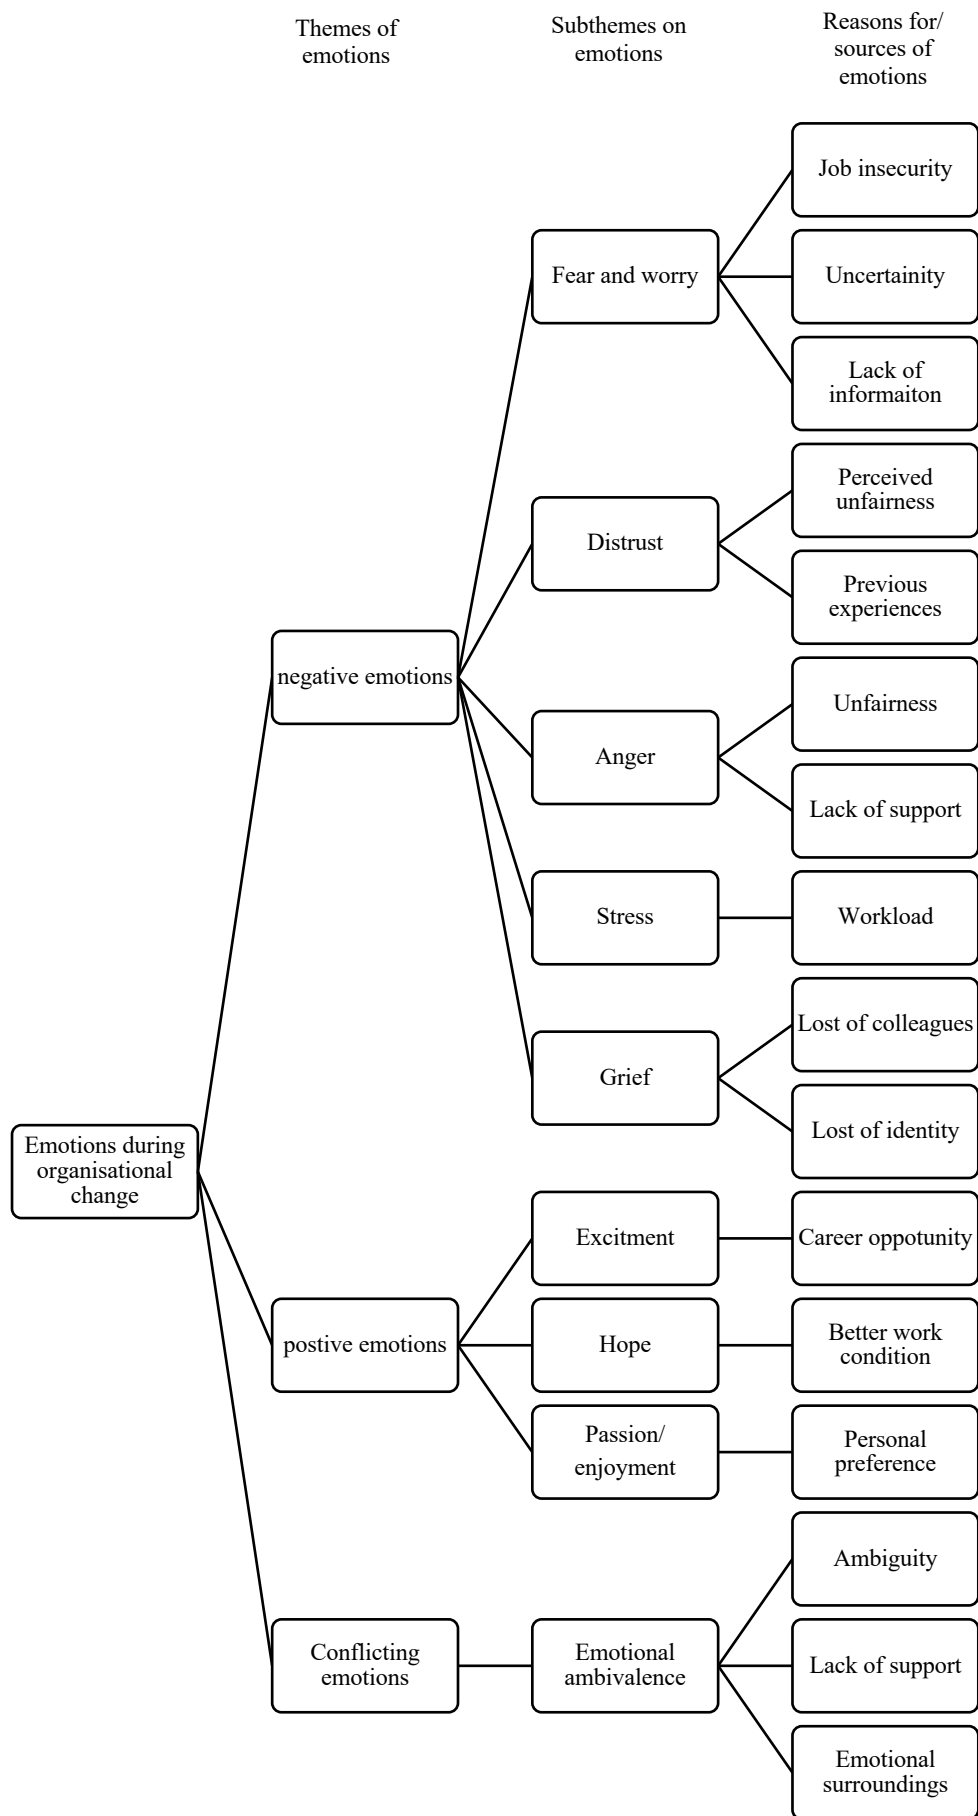 Themes of
emotions
Subthemes on
emotions
Reasons for/
sources of
emotions
Emotions during
organisational
change
negative emotions
Fear and worry
Job insecurity
Uncertainity
Lack of
informaiton
Distrust
Perceived
unfairness
Previous
experiences
Anger
Unfairness
Lack of support
Stress
Workload
Grief
Lost of colleagues
Lost of identity
postive emotions
Excitment
Career oppotunity
Hope
Better work
condition
Passion/
enjoyment
Personal
preference
Conflicting
emotions
Emotional
ambivalence
Ambiguity
Lack of support
Emotional
surroundings